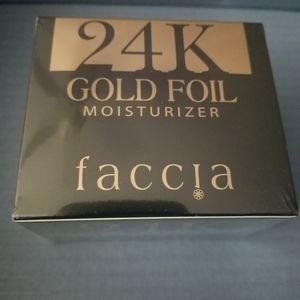 24K
GOLD FOIL
MOISTURIZER
faccia